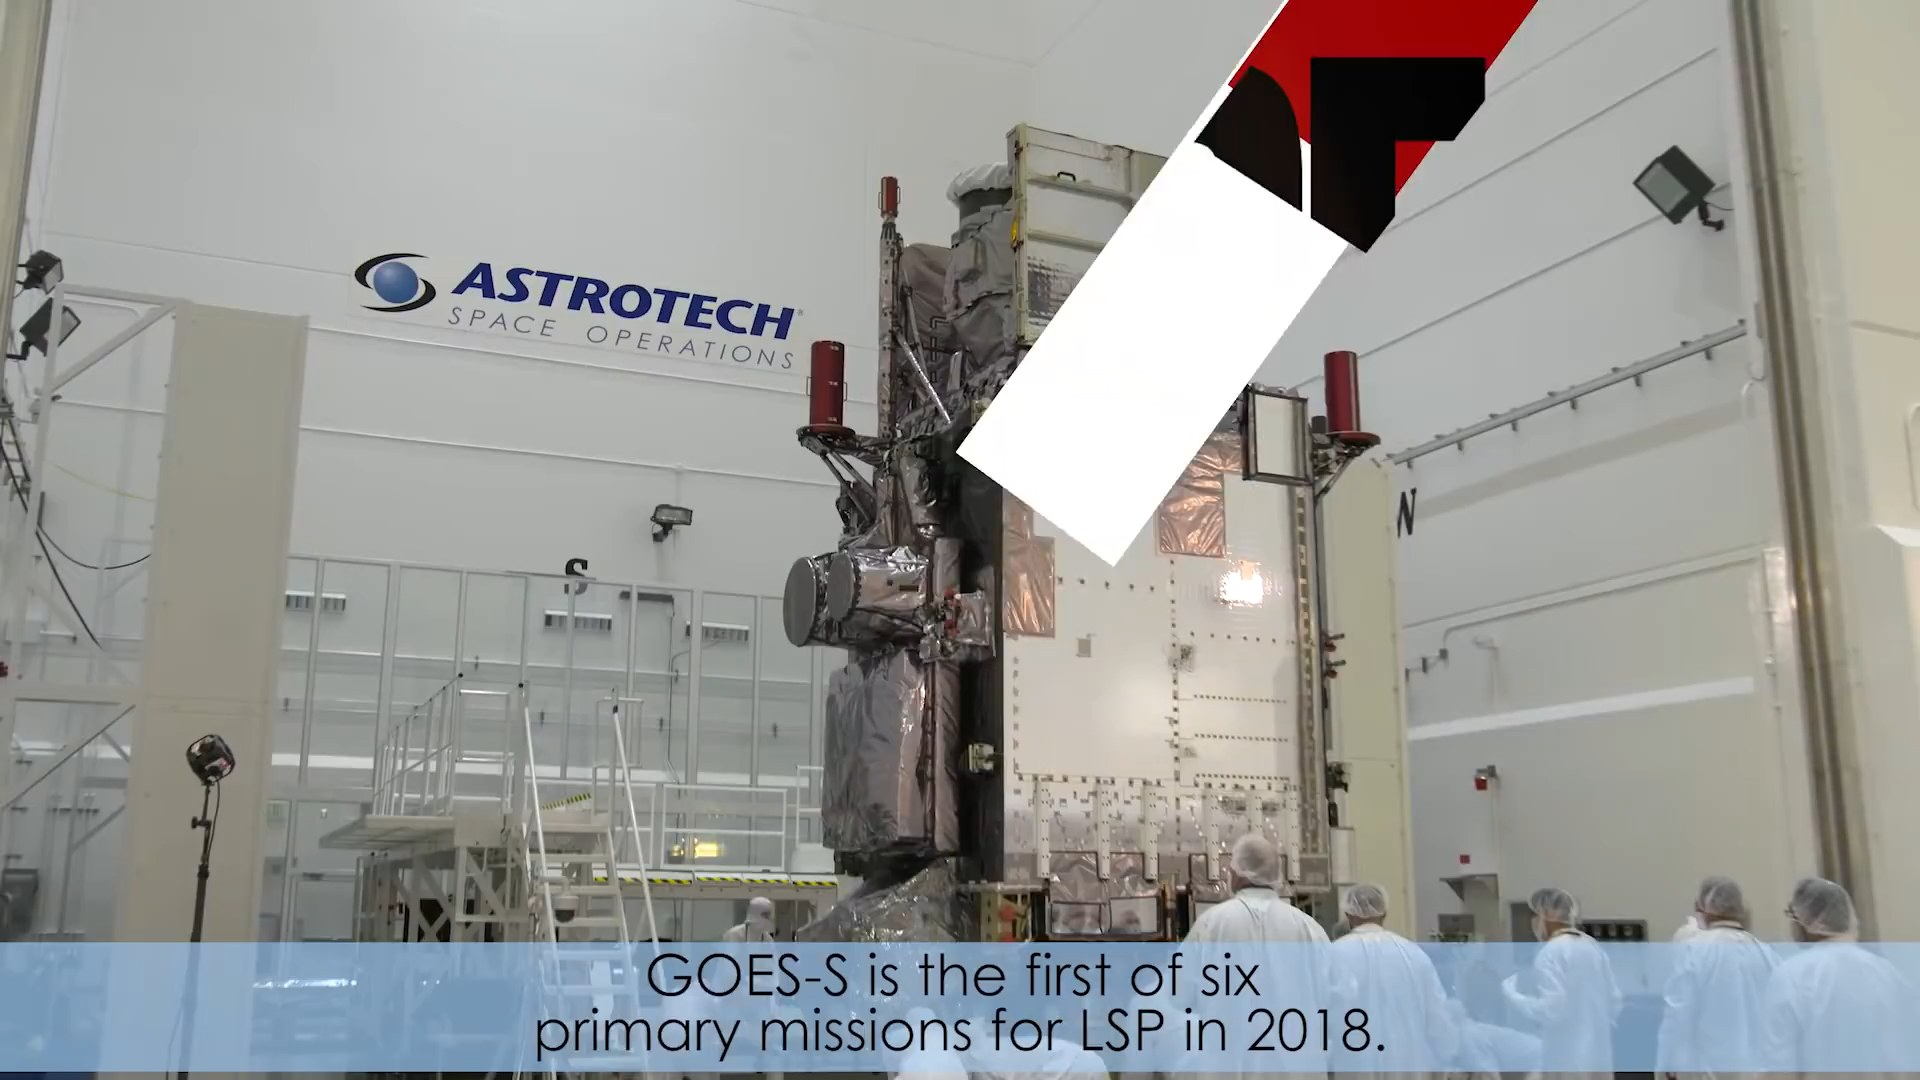 ASTROTECH
SPACE OPERATIONS
S
N
GOES-S is the first of six
primary missions for LSP in 2018.